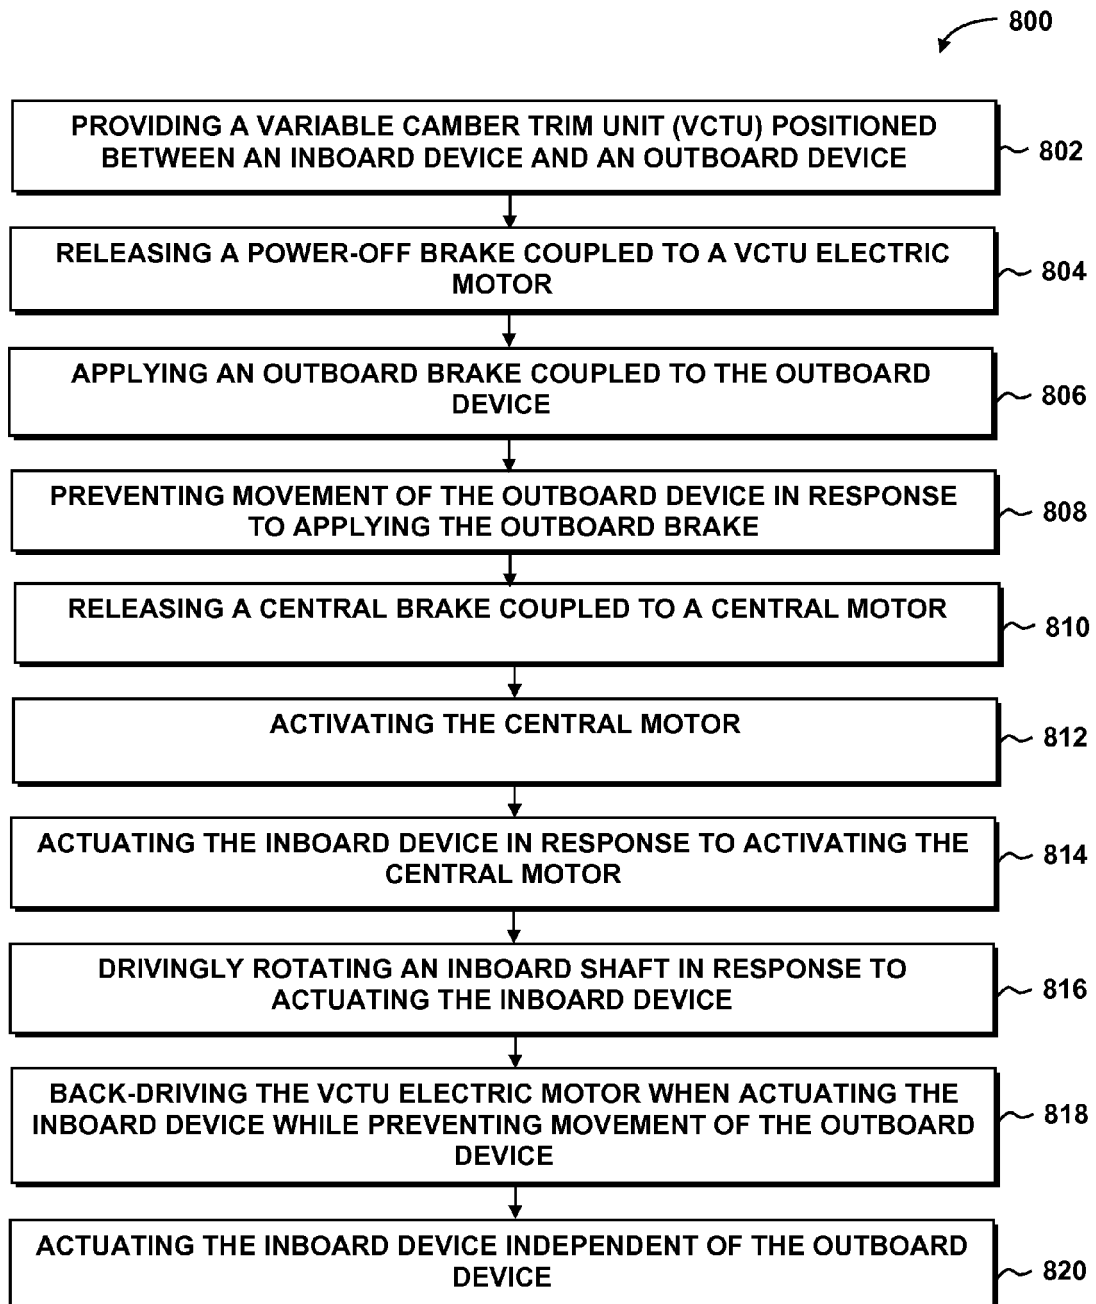 800
PROVIDING A VARIABLE CAMBER TRIM UNIT (VCTU) POSITIONED
BETWEEN AN INBOARD DEVICE AND AN OUTBOARD DEVICE
802
RELEASING A POWER-OFF BRAKE COUPLED TO A VCTU ELECTRIC
MOTOR
804
APPLYING AN OUTBOARD BRAKE COUPLED TO THE OUTBOARD
DEVICE
806
PREVENTING MOVEMENT OF THE OUTBOARD DEVICE IN RESPONSE
TO APPLYING THE OUTBOARD BRAKE
808
RELEASING A CENTRAL BRAKE COUPLED TO A CENTRAL MOTOR
810
ACTIVATING THE CENTRAL MOTOR
812
ACTUATING THE INBOARD DEVICE IN RESPONSE TO ACTIVATING THE
CENTRAL MOTOR
814
DRIVINGLY ROTATING AN INBOARD SHAFT IN RESPONSE TO
ACTUATING THE INBOARD DEVICE
816
BACK-DRIVING THE VCTU ELECTRIC MOTOR WHEN ACTUATING THE
INBOARD DEVICE WHILE PREVENTING MOVEMENT OF THE OUTBOARD
DEVICE
818
ACTUATING THE INBOARD DEVICE INDEPENDENT OF THE OUTBOARD
DEVICE
820